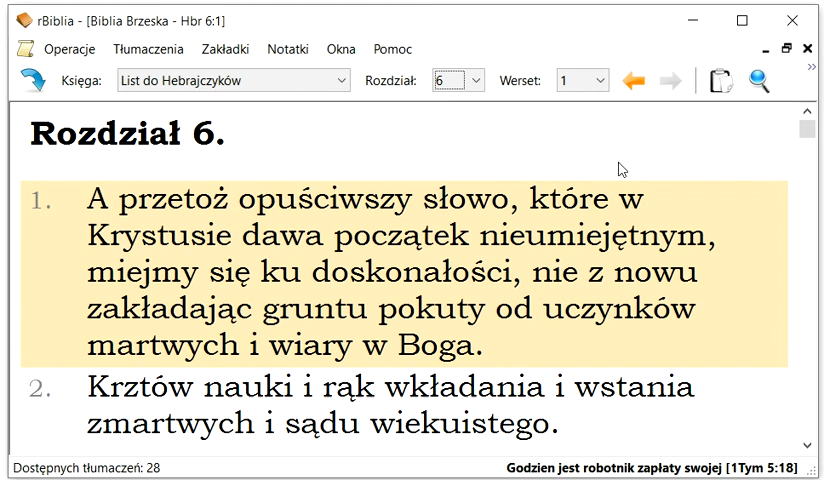 rBiblia - [Biblia Brzeska - Hbr 6:1]
Operacje Tłumaczenia Zakładki Notatki Okna Pomoc
Księga: List do Hebrajczyków Rozdział: 6 Werset: 1
Rozdział 6.
1. A przetoż opuściwszy słowo, które w
Krystusie dawa początek nieumiejętnym,
miejmy się ku doskonałości, nie z nowu
zakładając gruntu pokuty od uczynków
martwych i wiary w Boga.
2. Krztów nauki i rąk wkładania i wstania
zmartwych i sądu wiekuistego.
Dostępnych tłumaczeń: 28 Godzien jest robotnik zapłaty swojej [1Tym 5:18]